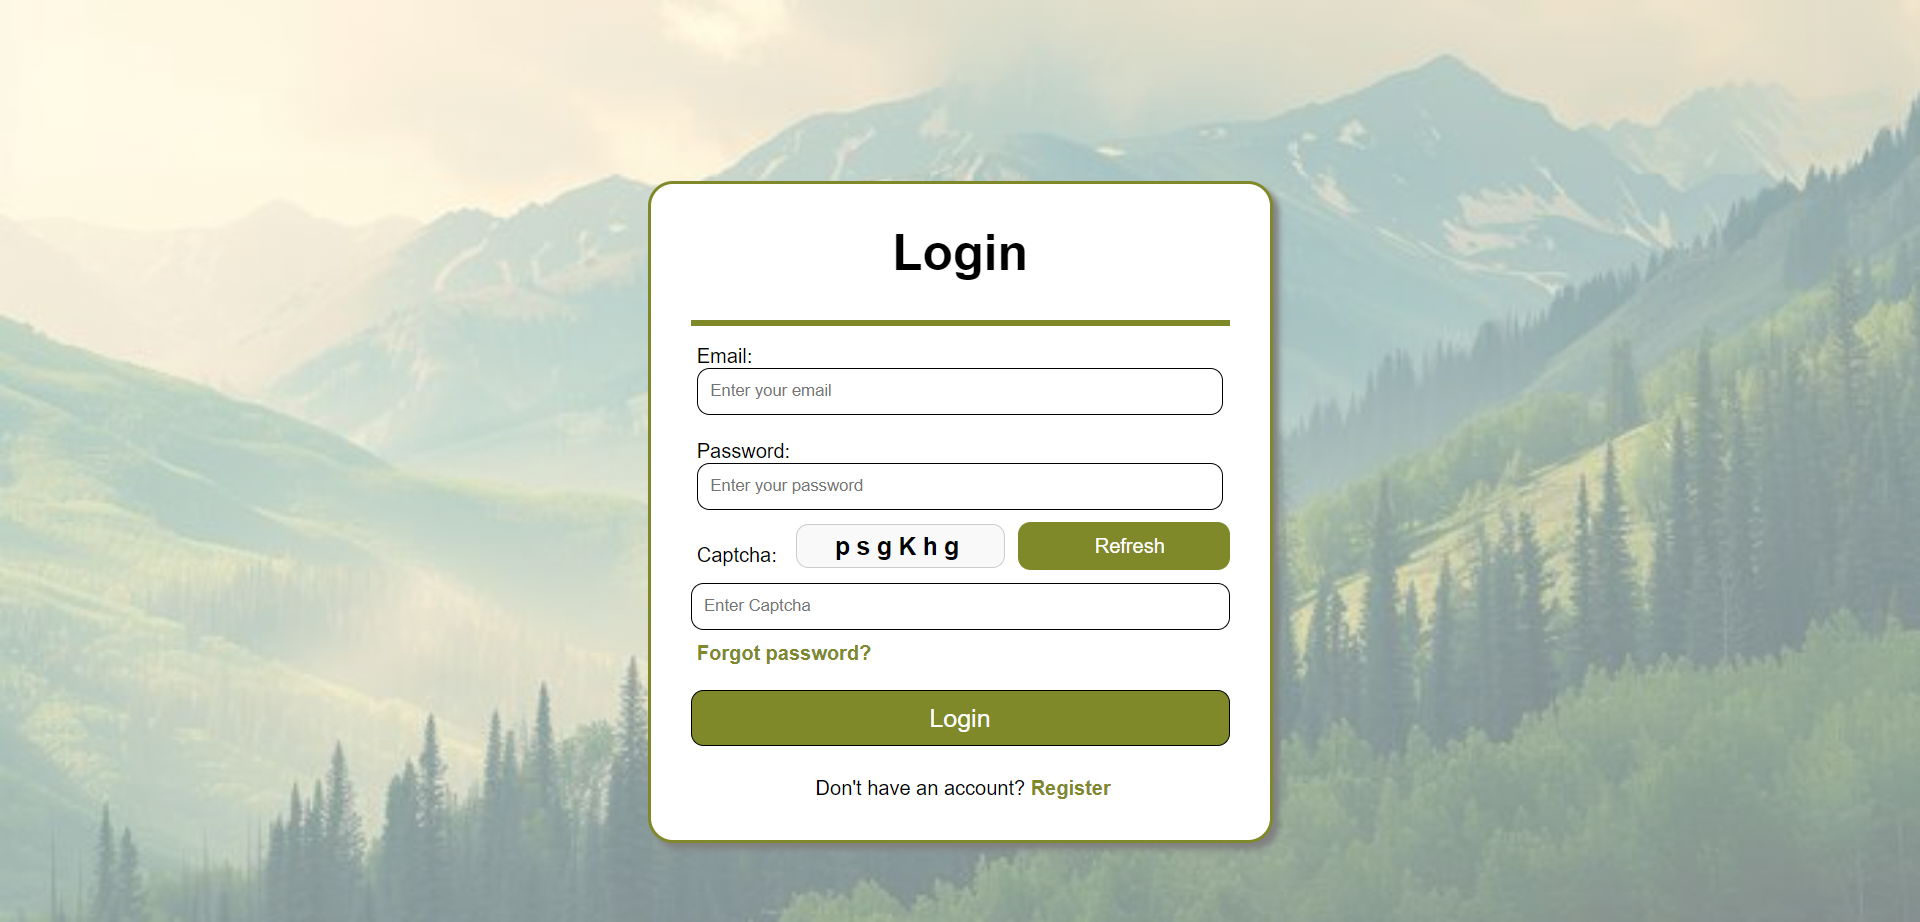 Login
Email:
Enter your email
Password:
Enter your password
Captcha: p s g K h g Refresh
Enter Captcha
Forgot password?
Login
Don't have an account? Register